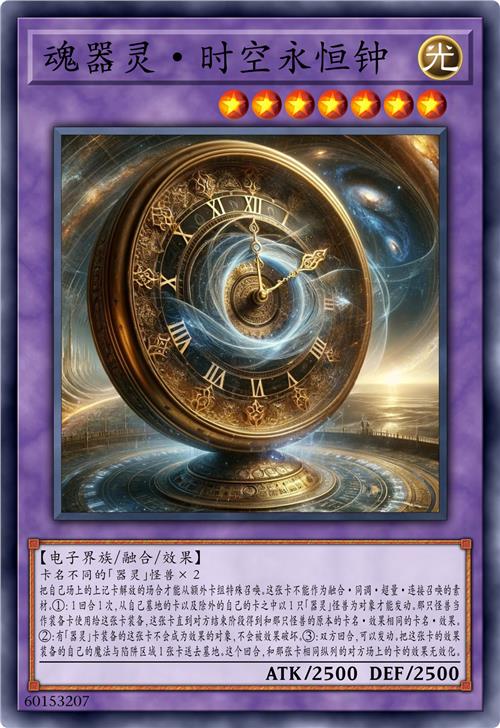 魂器灵·时空永恒钟
光
XI XII I
【电子界族/融合/效果】
卡名不同的「器灵」怪兽×2
把自己场上的上记卡解放的场合才能从额外卡组特殊召唤。这张卡不能作为融合·同调·超量·连接召唤的素
材。①:1回合1次,从自己墓地的卡以及除外的自己的卡之中以1只「器灵」怪兽为对象才能发动。那只怪兽当
作装备卡使用给这张卡装备,这张卡直到对方结束阶段得到和那只怪兽的原本的卡名·效果相同的卡名·效果。
②:有「器灵」卡装备的这张卡不会成为效果的对象,不会被效果破坏。③:双方回合,可以发动。把这张卡的效果
装备的自己的魔法与陷阱区域1张卡送去墓地。这个回合,和那张卡相同纵列的对方场上的卡的效果无效化。
ATK/2500 DEF/2500
60153207